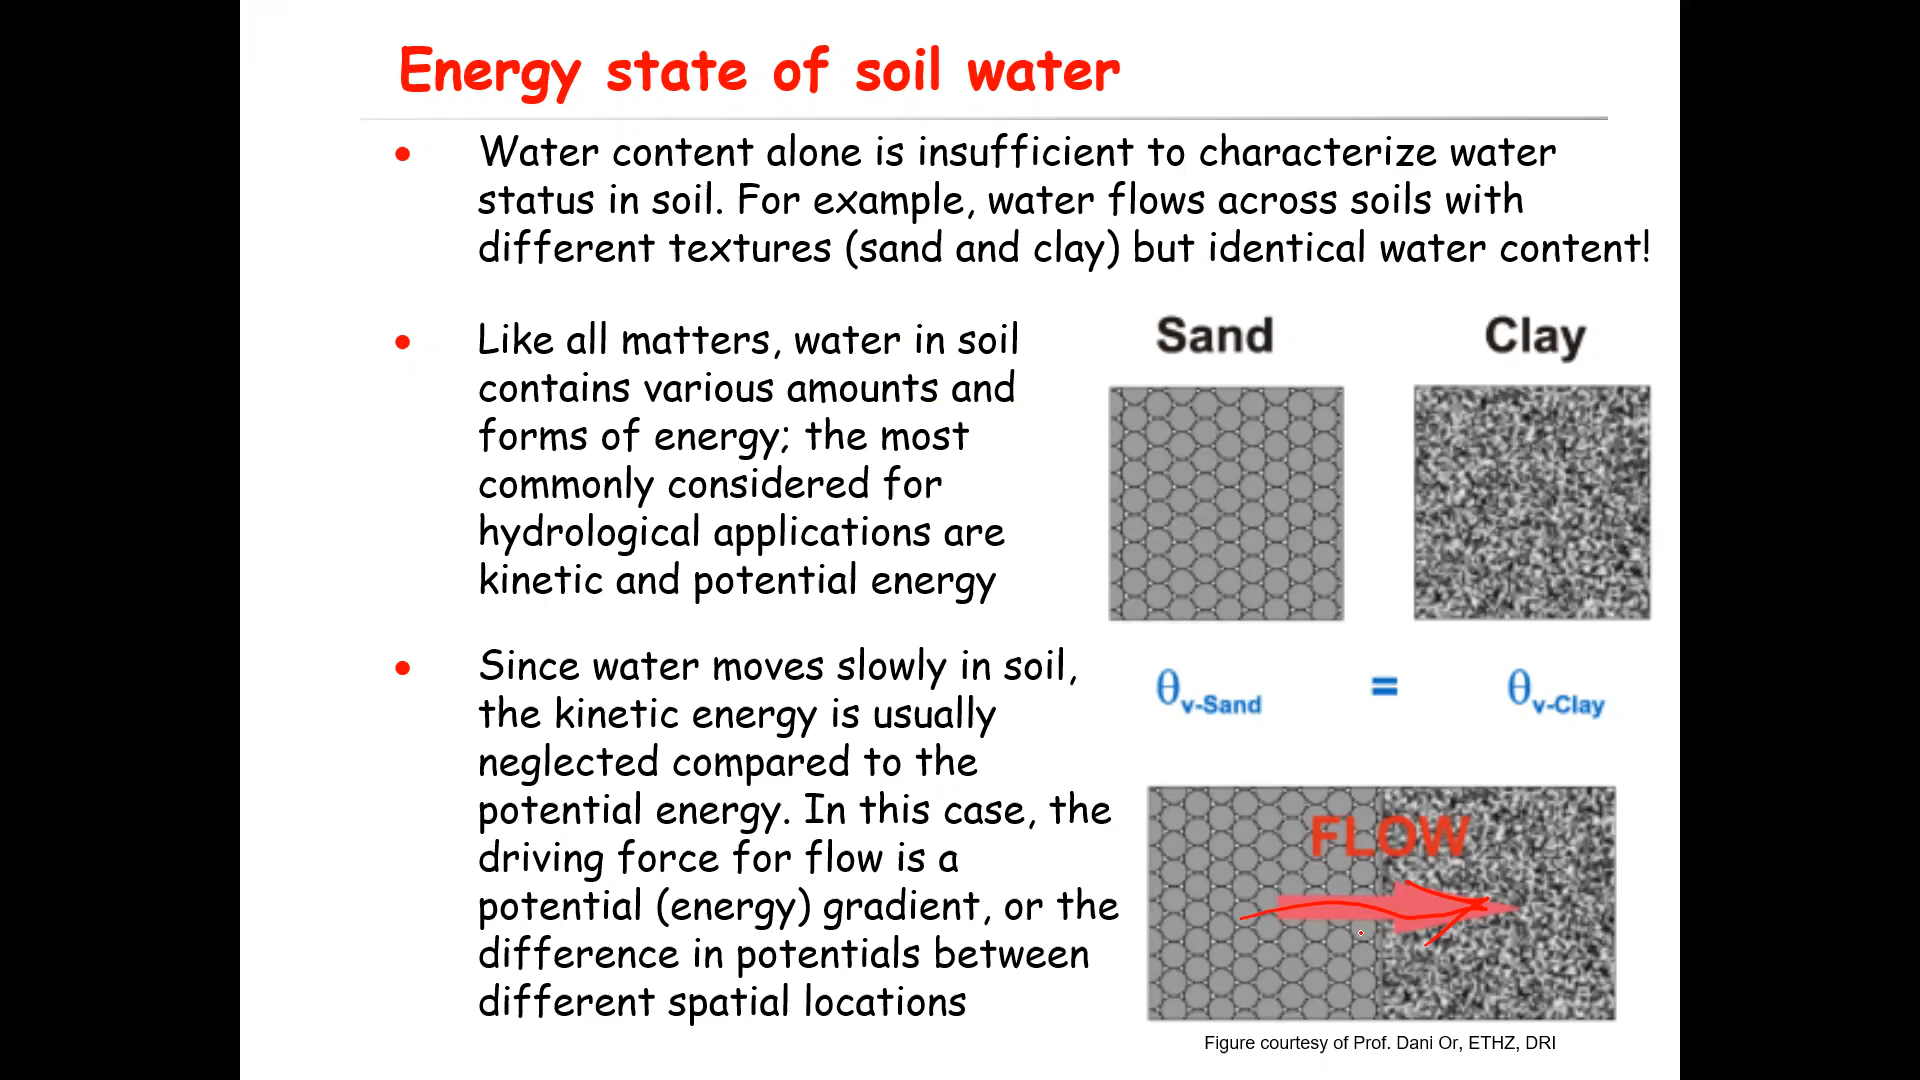 Energy state of soil water
• Water content alone is insufficient to characterize water
status in soil. For example, water flows across soils with
different textures (sand and clay) but identical water content!
• Like all matters, water in soil
contains various amounts and
forms of energy; the most
commonly considered for
hydrological applications are
kinetic and potential energy
• Since water moves slowly in soil,
the kinetic energy is usually
neglected compared to the
potential energy. In this case, the
driving force for flow is a
potential (energy) gradient, or the
difference in potentials between
different spatial locations
Sand Clay
θv-Sand = θv-Clay
FLOW
Figure courtesy of Prof. Dani Or, ETHZ, DRI